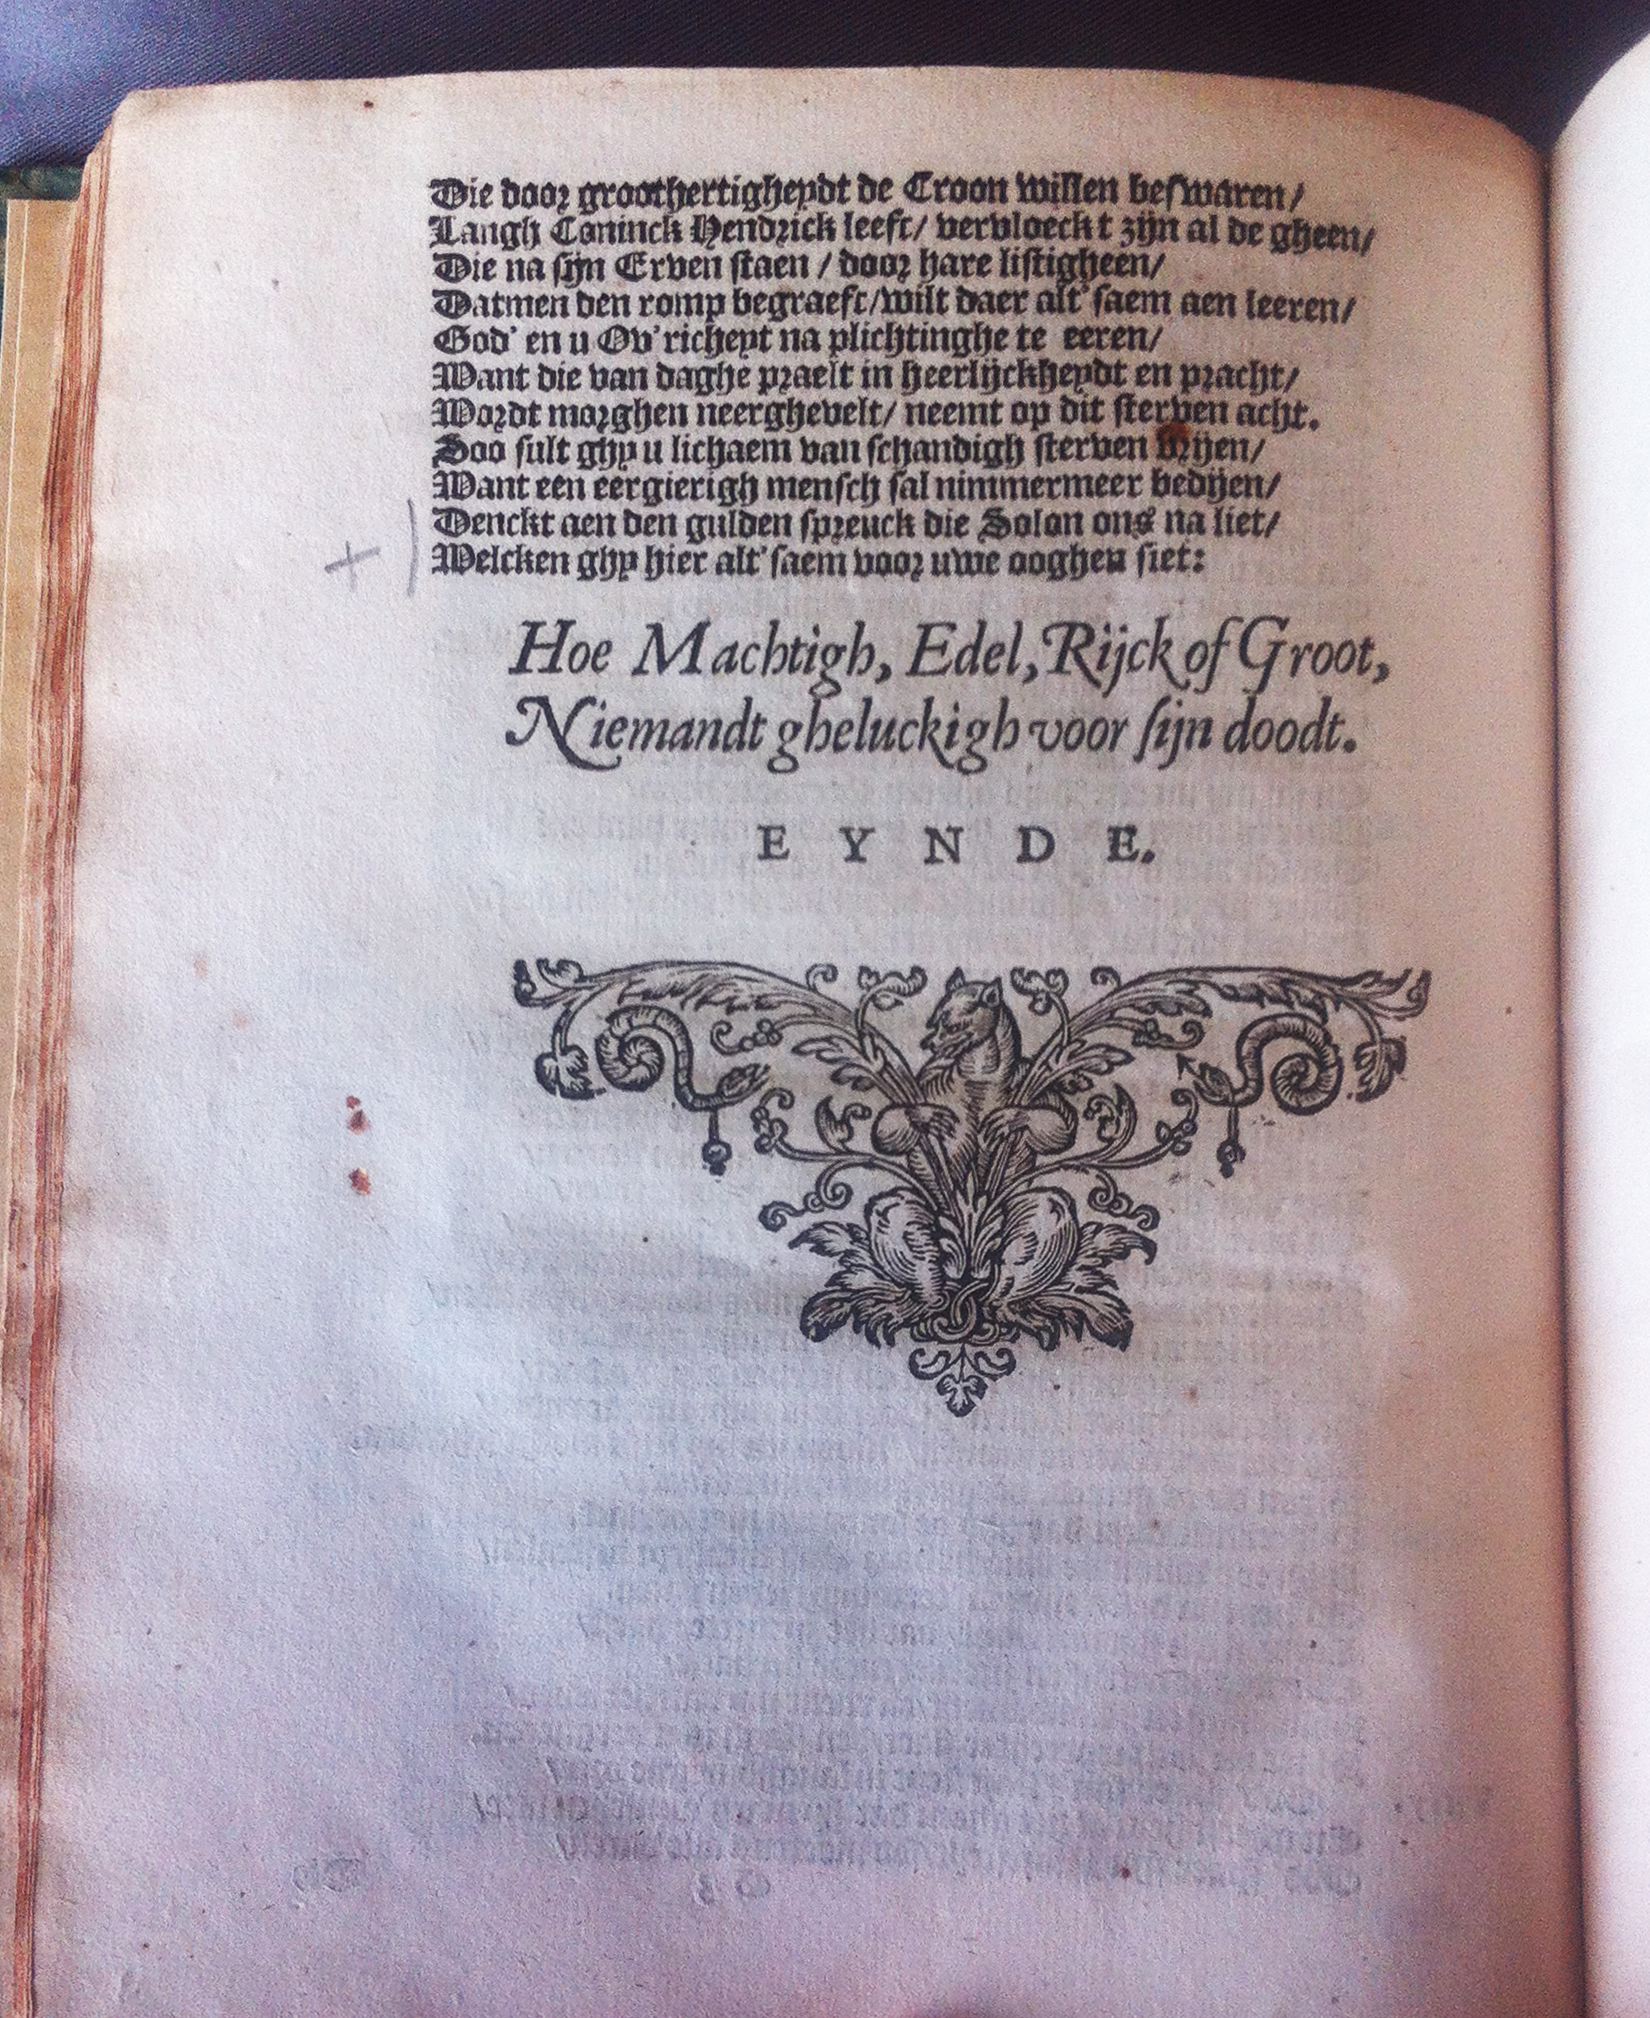 Die door groothertigheydt de Croon willen beswaren/
Langh Coninck Hendrick leeft/ vervloeckt zijn al de gheen/
Die na sijn Erven staen / door hare listigheen/
Datmen den romp begraeft/wilt daer alt'saem aen leeren/
God' en u Ov'richeyt na plichtinghe te eeren/
Want die van daghe praelt in heerlijckheydt en pracht/
Wordt morghen neerghevelt/ neemt op dit sterven acht.
Soo sult ghy u lichaem van schandigh sterven vrijen/
Want een eergierigh mensch sal nimmermeer bedijen/
Denckt aen den gulden spreuck die Solon ons na liet/
Welcken ghy hier alt'saem voor uwe ooghen siet:
Hoe Machtigh, Edel, Rijck of Groot,
Niemandt gheluckigh voor sijn doodt.
EYNDE.